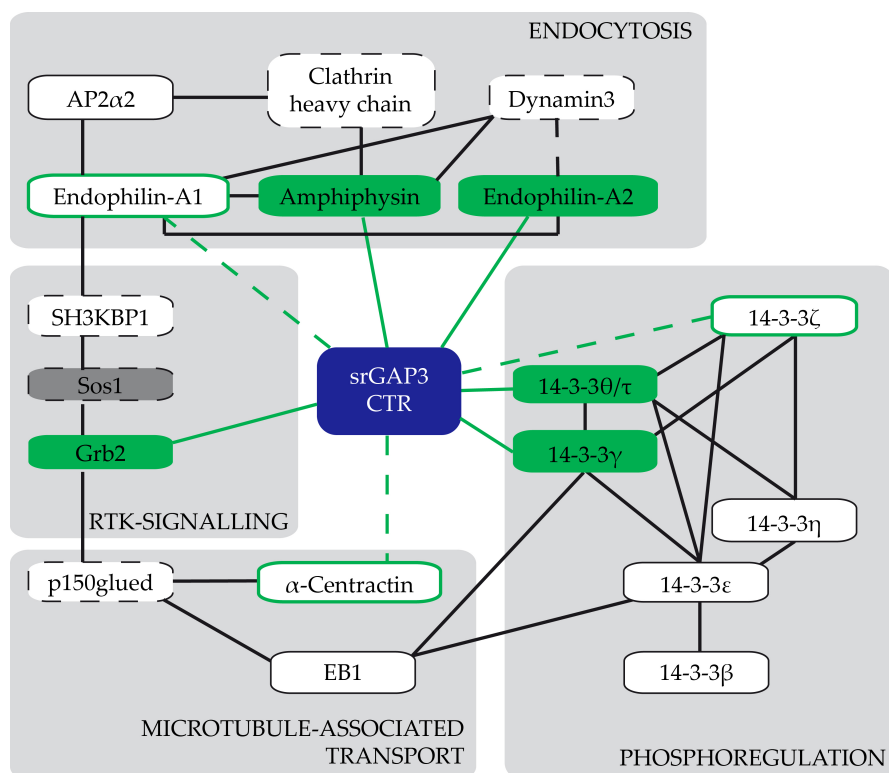 ENDOCYTOSIS
AP2α2
Clathrin
heavy chain
Dynamin3
Endophilin-A1
Amphiphysin
Endophilin-A2
SH3KBP1
Sos1
Grb2
RTK-SIGNALLING
srGAP3
CTR
14-3-3ζ
14-3-3θ/τ
14-3-3γ
14-3-3η
14-3-3ε
14-3-3β
PHOSPHOREGULATION
p150glued
α-Centractin
EB1
MICROTUBULE-ASSOCIATED
TRANSPORT